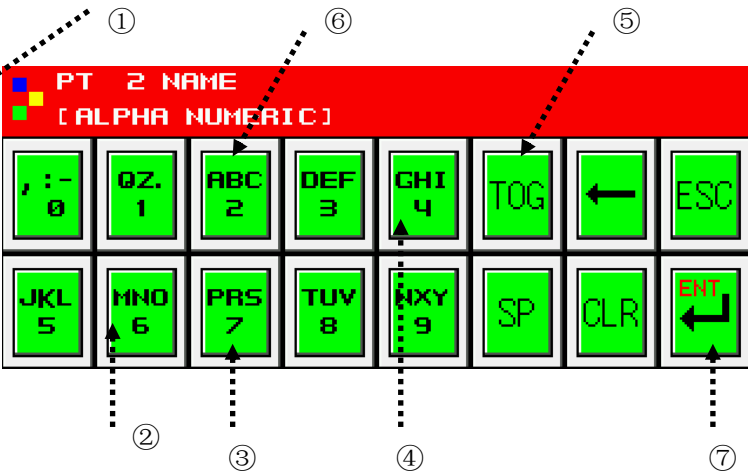 ① ⑥ ⑤
PT 2 NAME
[ALPHA NUMERIC]
, :- QZ. ABC DEF GHI TOG ESC
0 1 2 3 4
JKL MNO PRS TUV WXY SP CLR ENT
5 6 7 8 9
② ③ ④ ⑦